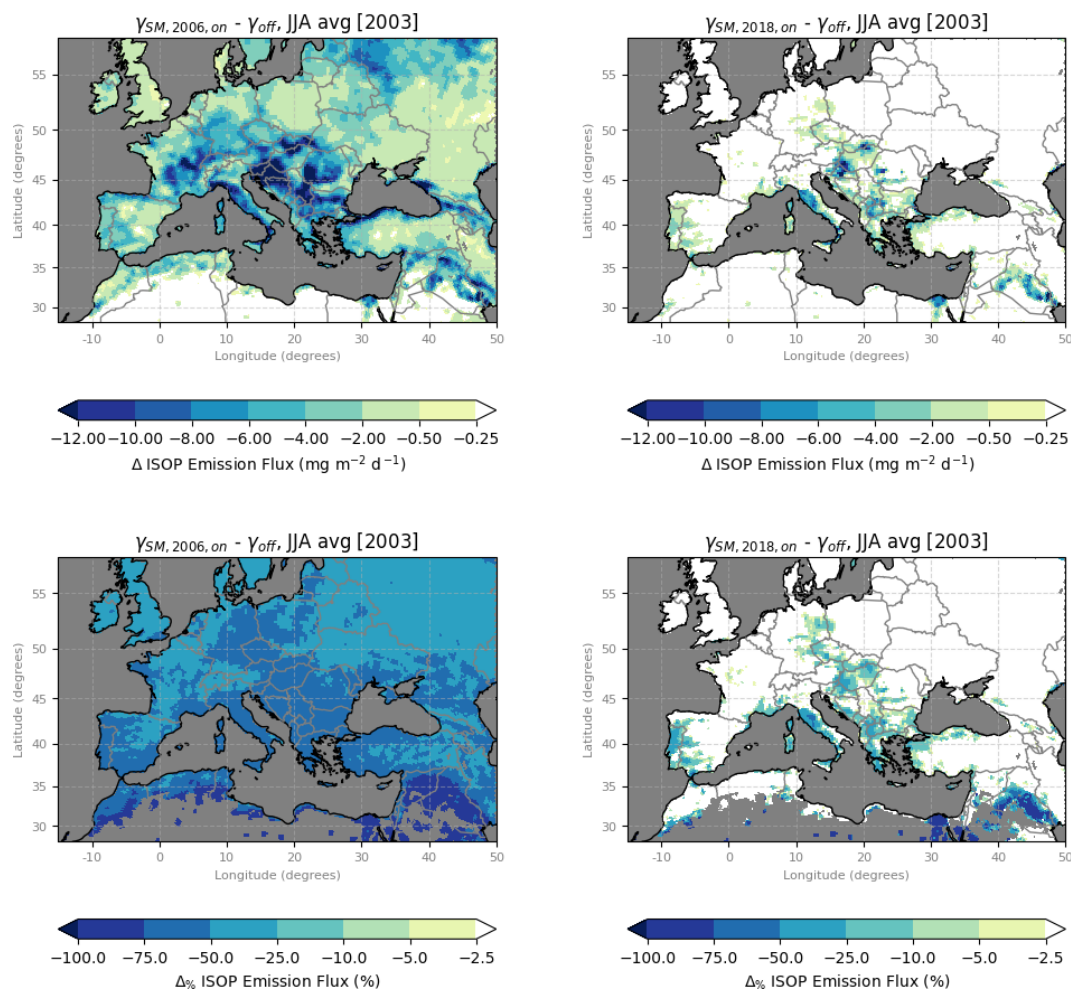 γSM, 2006, on - γoff, JJA avg [2003]
γSM, 2018, on - γoff, JJA avg [2003]
Latitude (degrees)
55
50
45
40
35
30
-10 0 10 20 30 40 50
Longitude (degrees)
Latitude (degrees)
55
50
45
40
35
30
-10 0 10 20 30 40 50
Longitude (degrees)
−12.00 −10.00 −8.00 −6.00 −4.00 −2.00 −0.50 −0.25
Δ ISOP Emission Flux (mg m⁻² d⁻¹)
−12.00 −10.00 −8.00 −6.00 −4.00 −2.00 −0.50 −0.25
Δ ISOP Emission Flux (mg m⁻² d⁻¹)
γSM, 2006, on - γoff, JJA avg [2003]
γSM, 2018, on - γoff, JJA avg [2003]
Latitude (degrees)
55
50
45
40
35
30
-10 0 10 20 30 40 50
Longitude (degrees)
Latitude (degrees)
55
50
45
40
35
30
-10 0 10 20 30 40 50
Longitude (degrees)
−100.0 −75.0 −50.0 −25.0 −10.0 −5.0 −2.5
Δ% ISOP Emission Flux (%)
−100.0 −75.0 −50.0 −25.0 −10.0 −5.0 −2.5
Δ% ISOP Emission Flux (%)